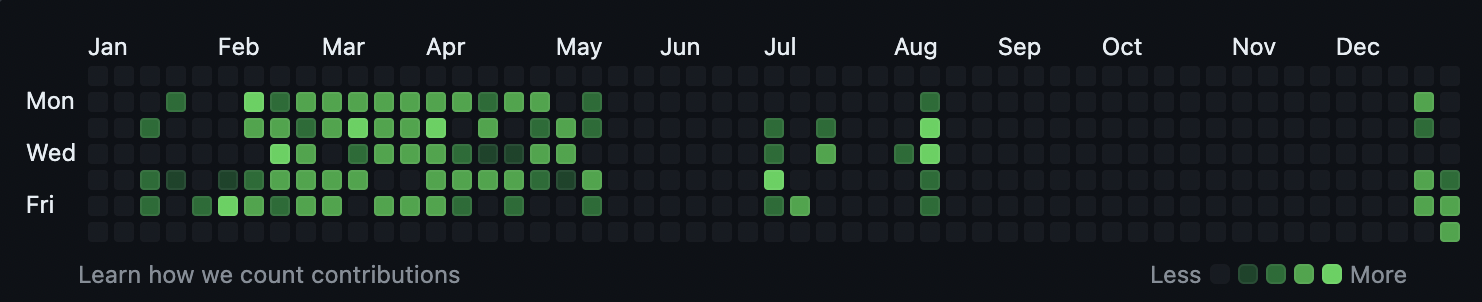 Jan Feb Mar Apr May Jun Jul Aug Sep Oct Nov Dec
Mon
Wed
Fri
Learn how we count contributions Less More